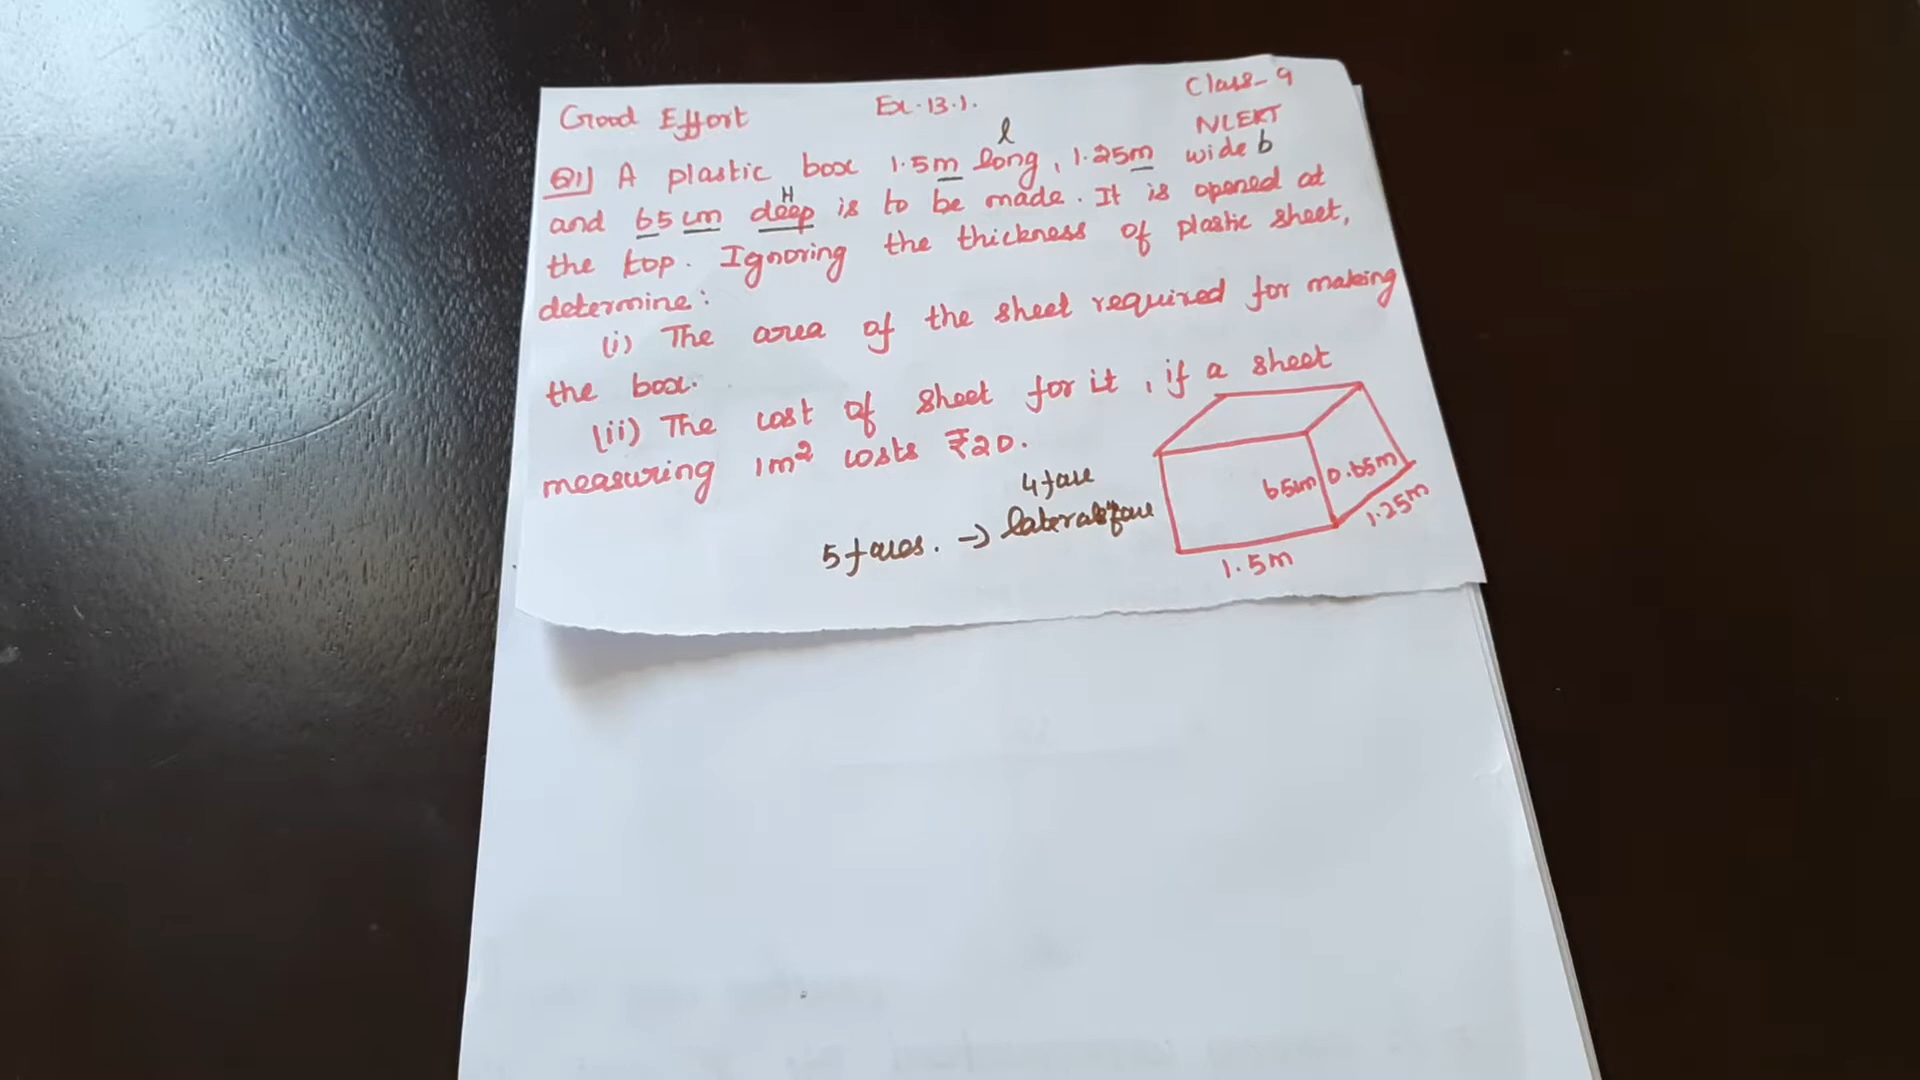 Good Effort Ex.13.1. Class-9
NCERT
l
Q1) A plastic box 1.5m long, 1.25m wide b
H
and 65cm deep is to be made. It is opened at
the top. Ignoring the thickness of plastic sheet,
determine:
(i) The area of the sheet required for making
the box.
(ii) The cost of sheet for it, if a sheet
measuring 1m² costs ₹20.
4 face
5 faces. → lateral face
65cm 0.65m
1.25m
1.5m